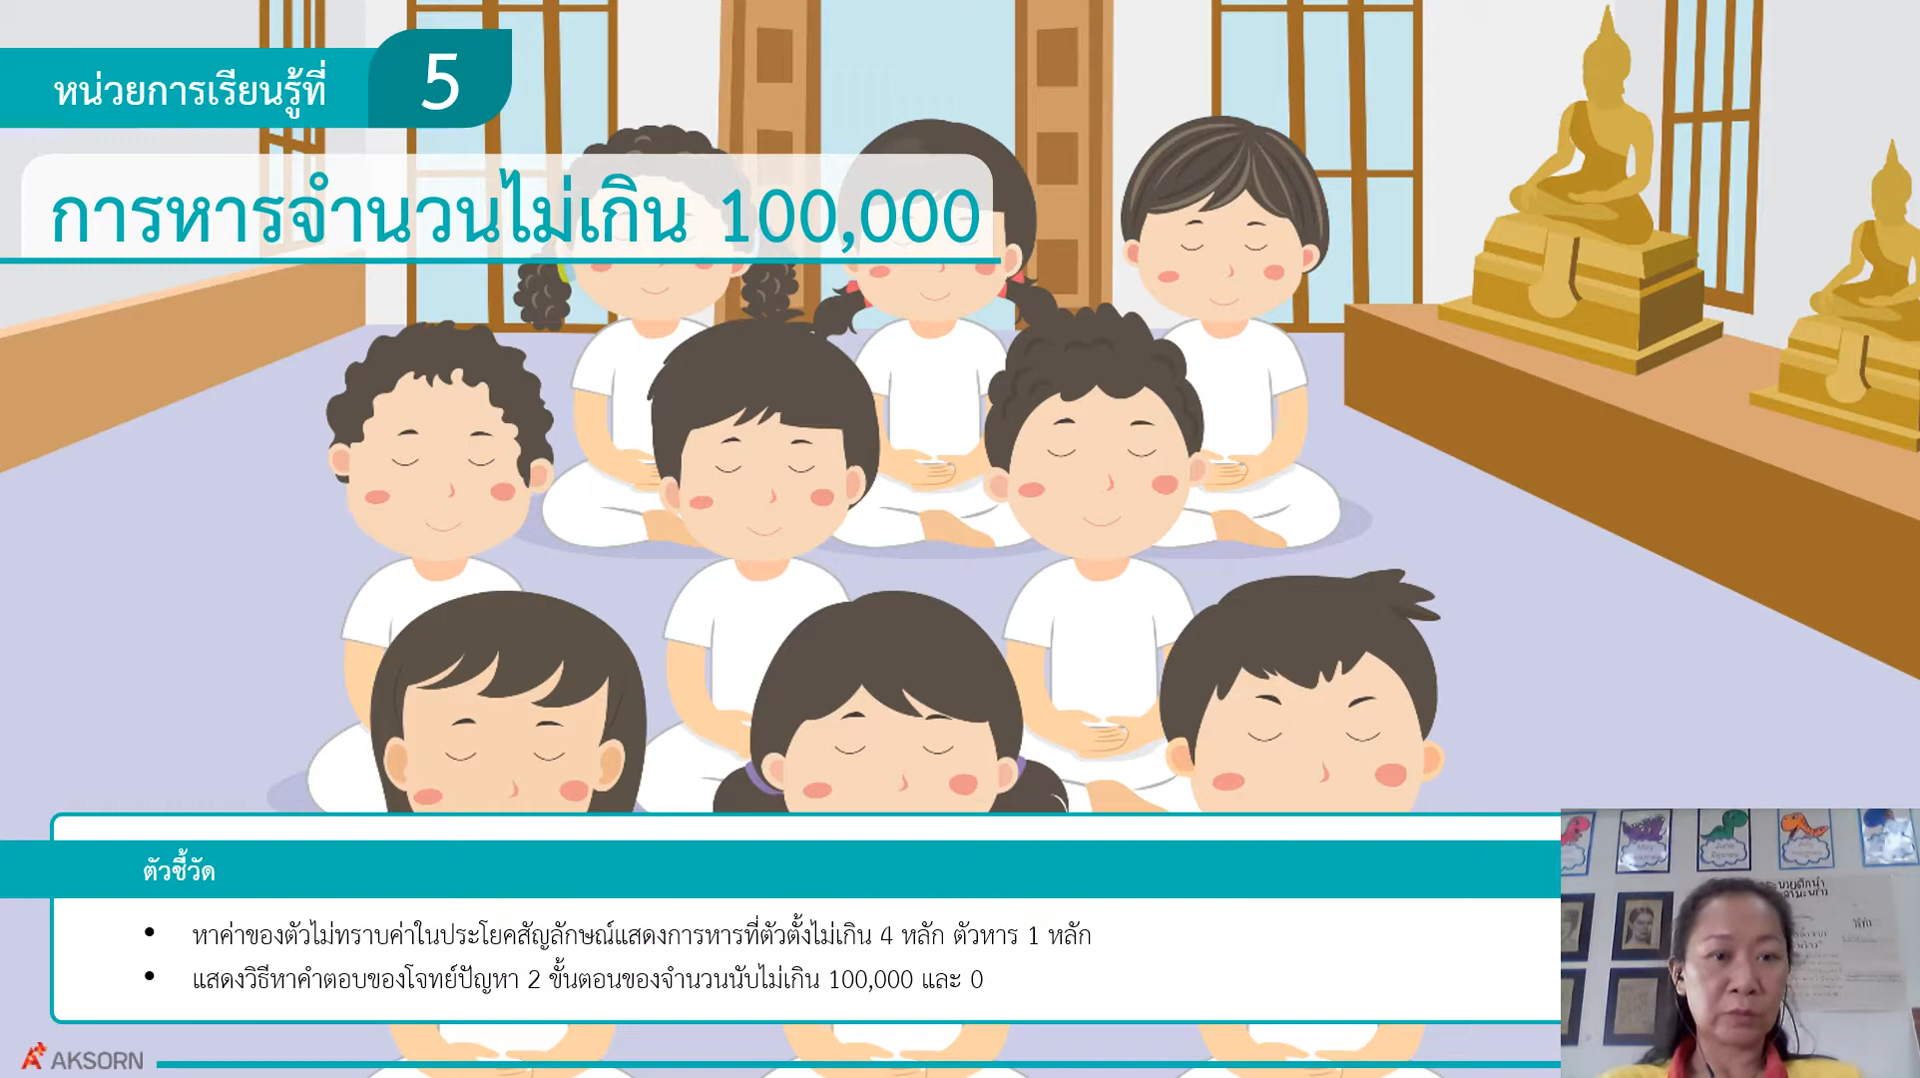 หน่วยการเรียนรู้ที่ 5
การหารจำนวนไม่เกิน 100,000
ตัวชี้วัด
• หาค่าของตัวไม่ทราบค่าในประโยคสัญลักษณ์แสดงการหารที่ตัวตั้งไม่เกิน 4 หลัก ตัวหาร 1 หลัก
• แสดงวิธีหาคำตอบของโจทย์ปัญหา 2 ขั้นตอนของจำนวนนับไม่เกิน 100,000 และ 0
AKSORN
May
June
มิถุนายน